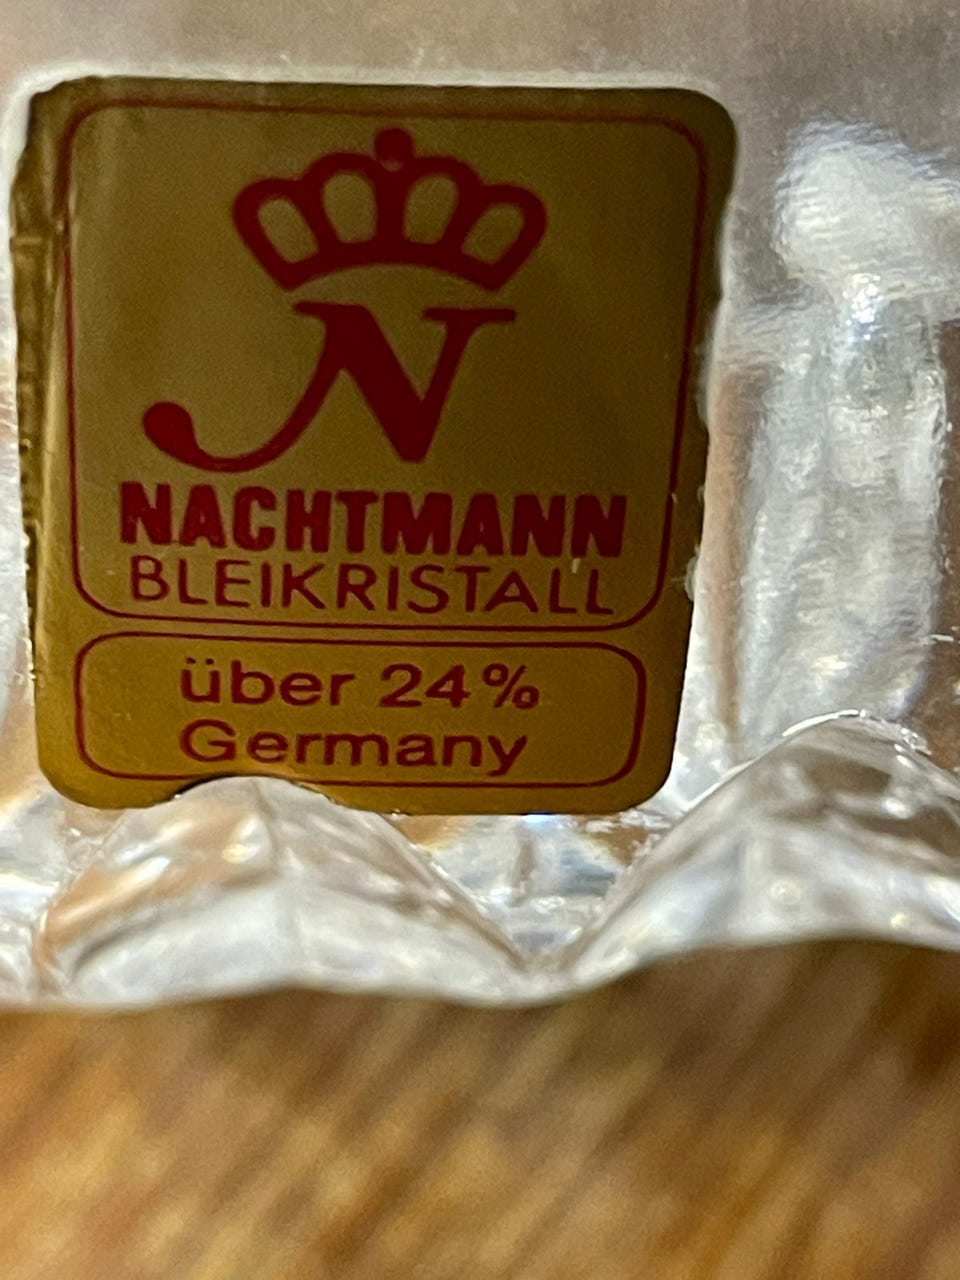 N
NACHTMANN
BLEIKRISTALL
über 24%
Germany